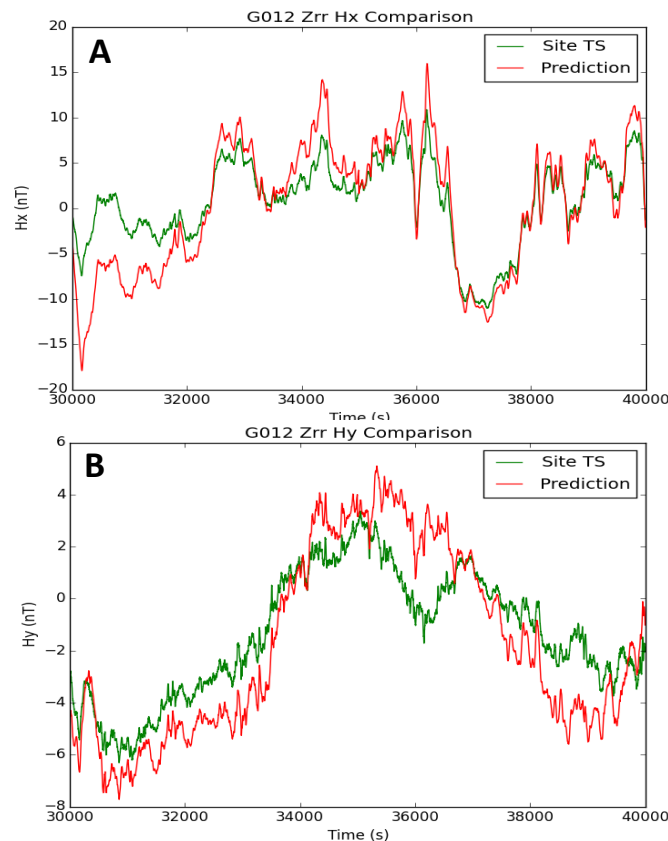 G012 Zrr Hx Comparison
A
Site TS
Prediction
20
15
10
5
0
−5
−10
−15
−20
Hx (nT)
30000 32000 34000 36000 38000 40000
Time (s)
G012 Zrr Hy Comparison
B
Site TS
Prediction
6
4
2
0
−2
−4
−6
−8
Hy (nT)
30000 32000 34000 36000 38000 40000
Time (s)